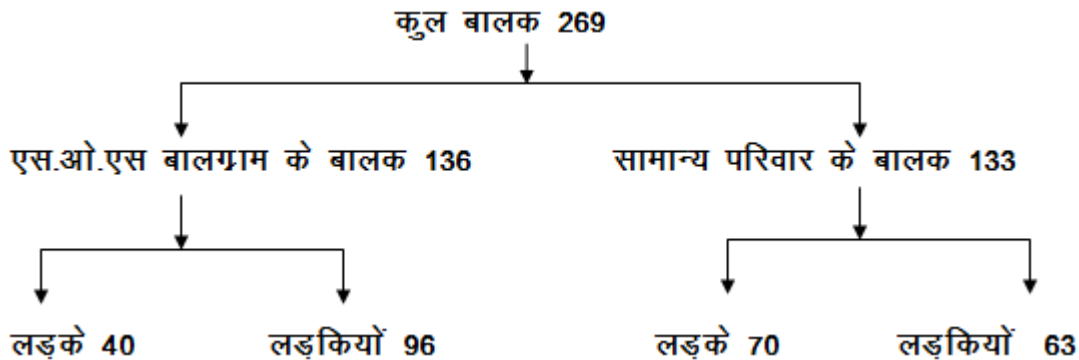 कुल बालक 269
एस.ओ.एस बालग्राम के बालक 136 सामान्य परिवार के बालक 133
लड़के 40 लड़कियों 96 लड़के 70 लड़कियों 63